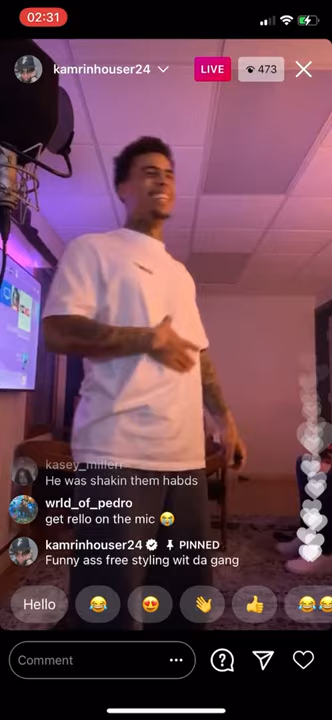 02:31
kamrinhouser24
LIVE
473
He was shakin them habds
wrld_of_pedro
get rello on the mic 😭
kamrinhouser24 PINNED
Funny ass free styling wit da gang
Hello 😂 😍 👋 👍 😂😂
Comment